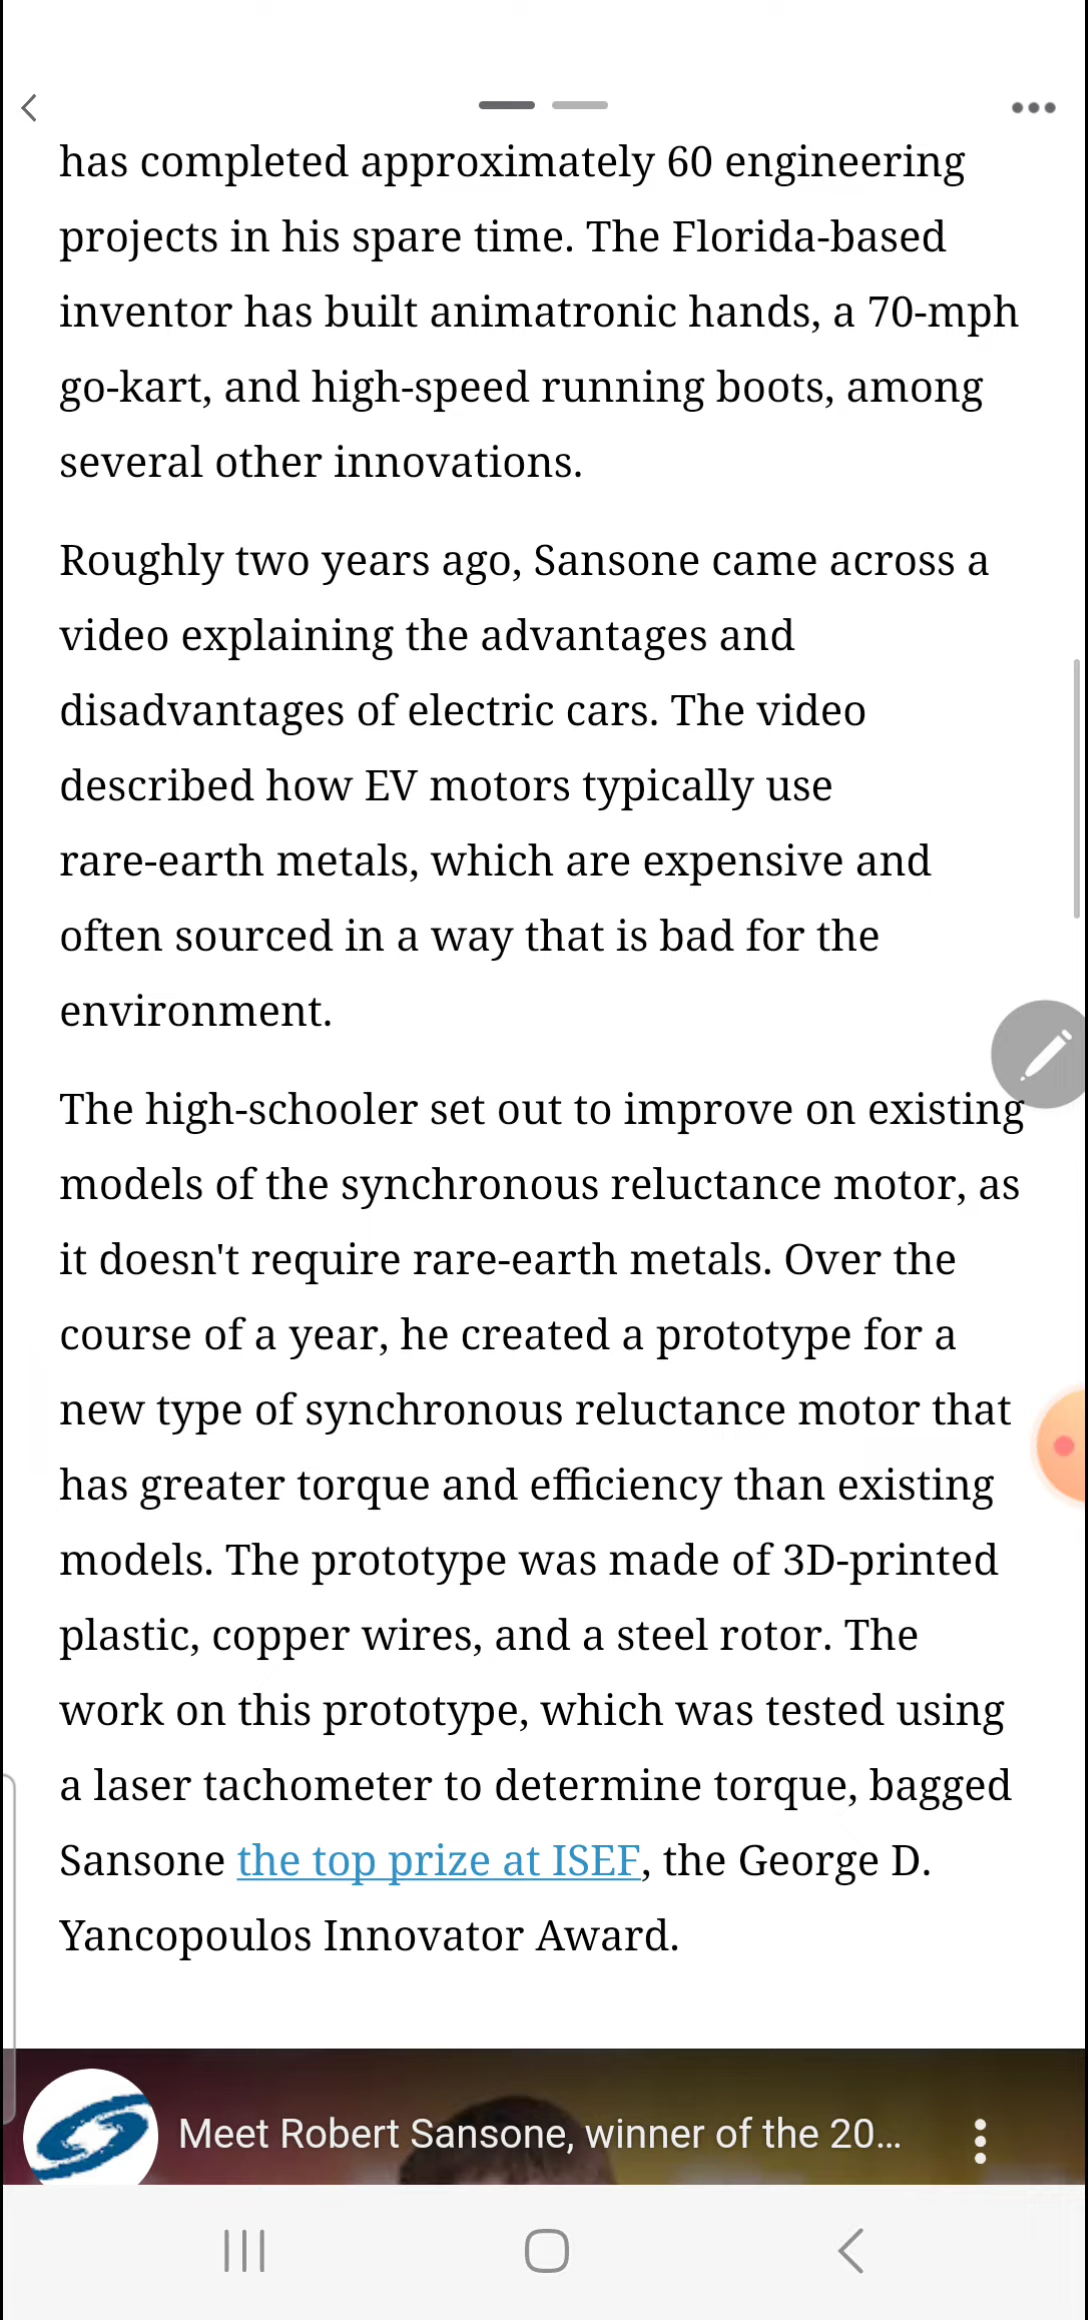 has completed approximately 60 engineering
projects in his spare time. The Florida-based
inventor has built animatronic hands, a 70-mph
go-kart, and high-speed running boots, among
several other innovations.
Roughly two years ago, Sansone came across a
video explaining the advantages and
disadvantages of electric cars. The video
described how EV motors typically use
rare-earth metals, which are expensive and
often sourced in a way that is bad for the
environment.
The high-schooler set out to improve on existing
models of the synchronous reluctance motor, as
it doesn't require rare-earth metals. Over the
course of a year, he created a prototype for a
new type of synchronous reluctance motor that
has greater torque and efficiency than existing
models. The prototype was made of 3D-printed
plastic, copper wires, and a steel rotor. The
work on this prototype, which was tested using
a laser tachometer to determine torque, bagged
Sansone the top prize at ISEF, the George D.
Yancopoulos Innovator Award.
Meet Robert Sansone, winner of the 20...